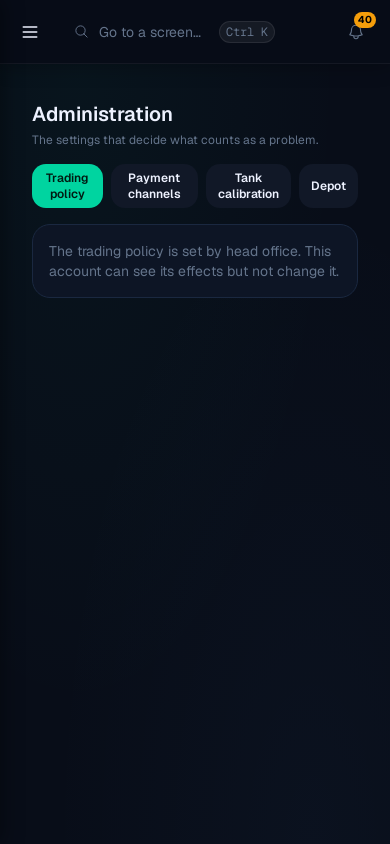 Go to a screen...
Ctrl K
40
Administration
The settings that decide what counts as a problem.
Trading
policy
Payment
channels
Tank
calibration
Depot
The trading policy is set by head office. This
account can see its effects but not change it.